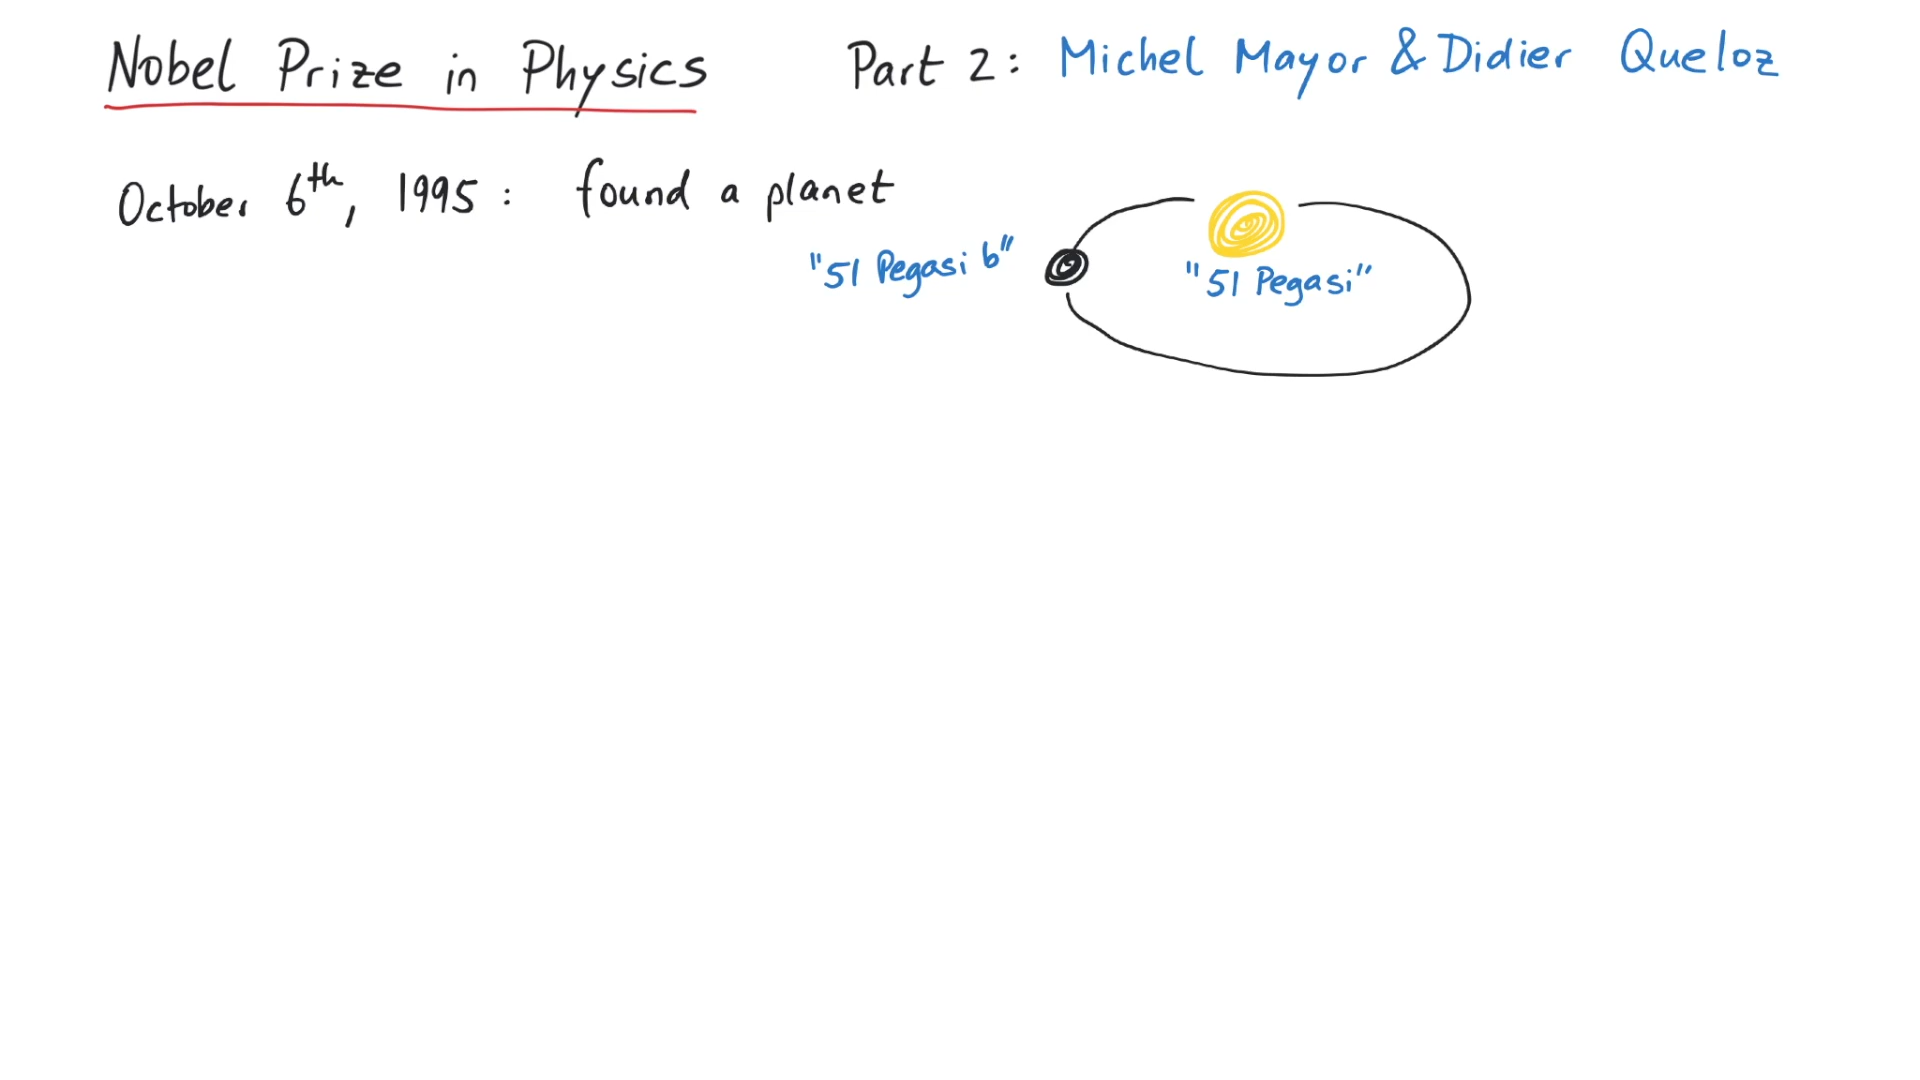 Nobel Prize in Physics Part 2: Michel Mayor & Didier Queloz
October 6th, 1995: found a planet
"51 Pegasi b"
"51 Pegasi"